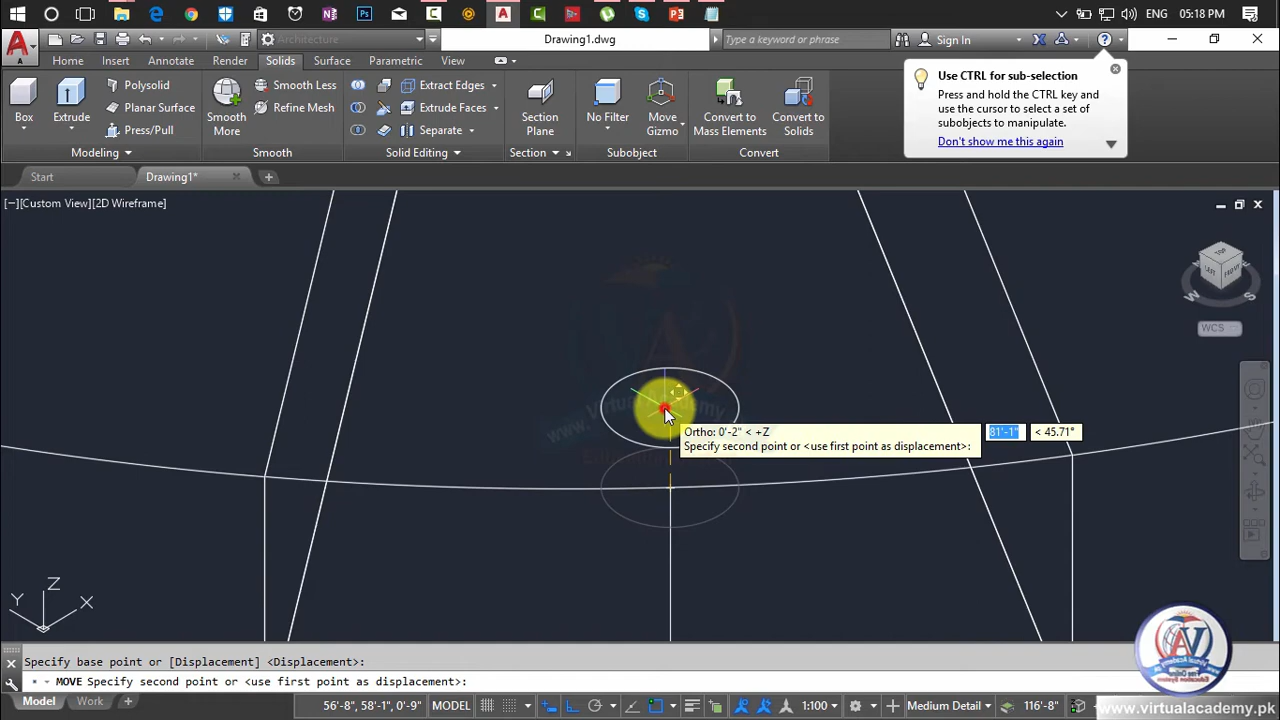 ENG 05:18 PM
Architecture
Drawing1.dwg
Type a keyword or phrase
Sign In
Home Insert Annotate Render Solids Surface Parametric View
Box
Extrude
Polysolid
Planar Surface
Press/Pull
Smooth More
Smooth Less
Refine Mesh
Extract Edges
Extrude Faces
Separate
Section Plane
No Filter
Move Gizmo
Convert to Mass Elements
Convert to Solids
Modeling
Smooth
Solid Editing
Section
Subobject
Convert
Use CTRL for sub-selection
Press and hold the CTRL key and
use the cursor to select a set of
subobjects to manipulate.
Don't show me this again
Start
Drawing1*
[−][Custom View][2D Wireframe]
TOP
LEFT
FRONT
W
S
WCS
Ortho: 0'-2" < +Z
Specify second point or <use first point as displacement>:
81'-1"
< 45.71°
Z
Y
X
Specify base point or [Displacement] <Displacement>:
MOVE Specify second point or <use first point as displacement>:
Model Work
56'-8", 53'-1", 0'-9" MODEL
1:100
Medium Detail
116'-8"
www.virtualacademy.pk